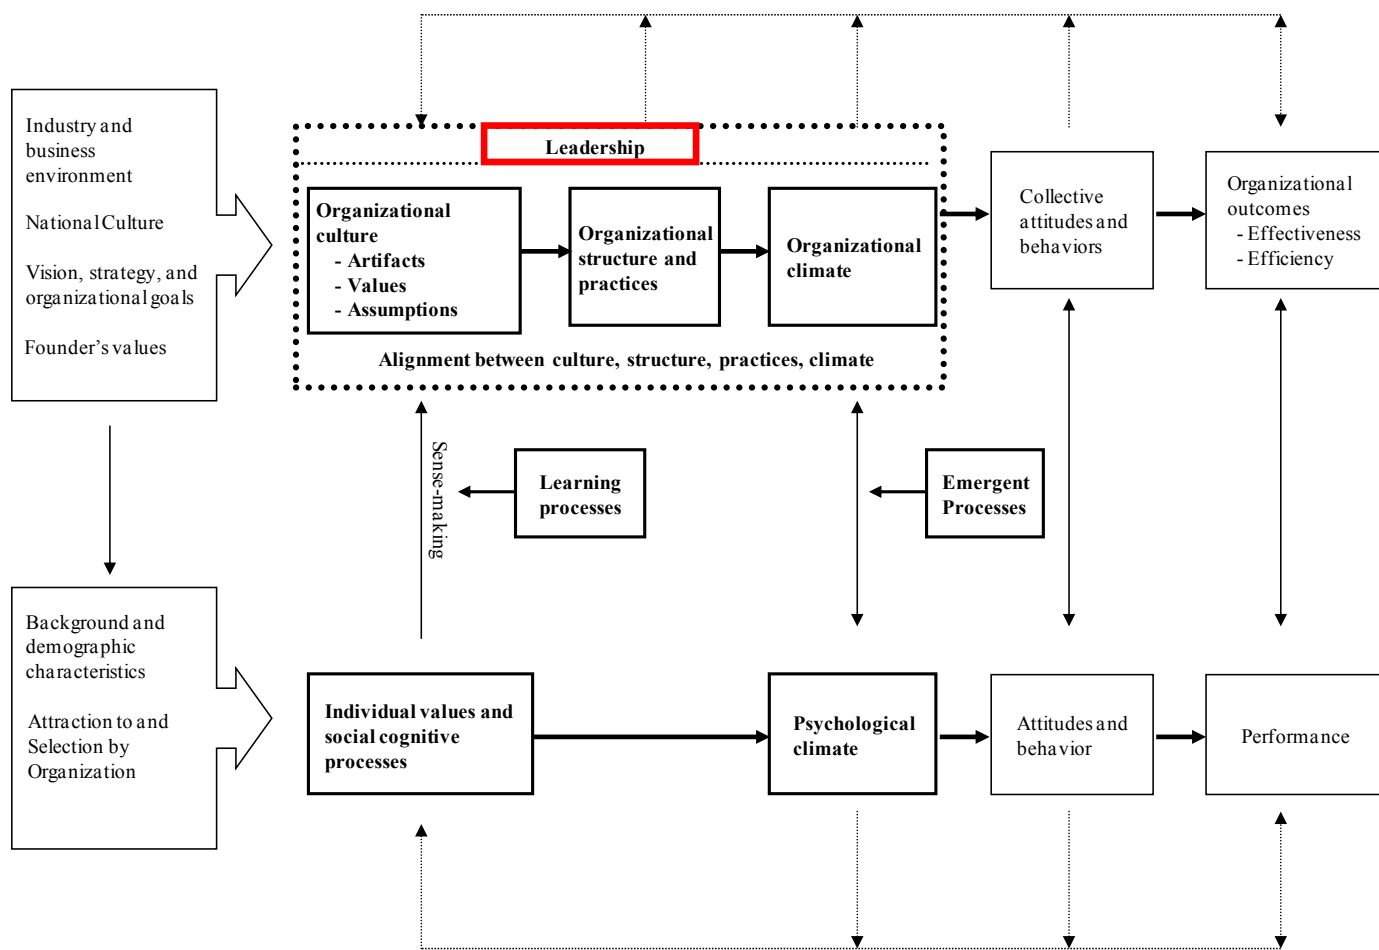 Industry and
business
environment
National Culture
Vision, strategy, and
organizational goals
Founder's values
Leadership
Organizational
culture
- Artifacts
- Values
- Assumptions
Organizational
structure and
practices
Organizational
climate
Alignment between culture, structure, practices, climate
Collective
attitudes and
behaviors
Organizational
outcomes
- Effectiveness
- Efficiency
Sense-making
Learning
processes
Emergent
Processes
Background and
demographic
characteristics
Attraction to and
Selection by
Organization
Individual values and
social cognitive
processes
Psychological
climate
Attitudes and
behavior
Performance